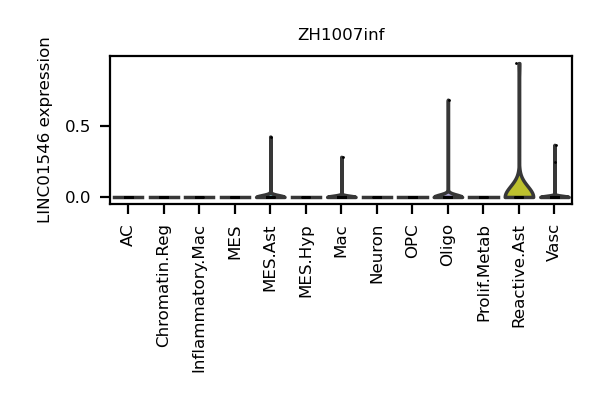 ZH1007inf
LINC01546 expression
0.5
0.0
AC
Chromatin.Reg
Inflammatory.Mac
MES
MES.Ast
MES.Hyp
Mac
Neuron
OPC
Oligo
Prolif.Metab
Reactive.Ast
Vasc